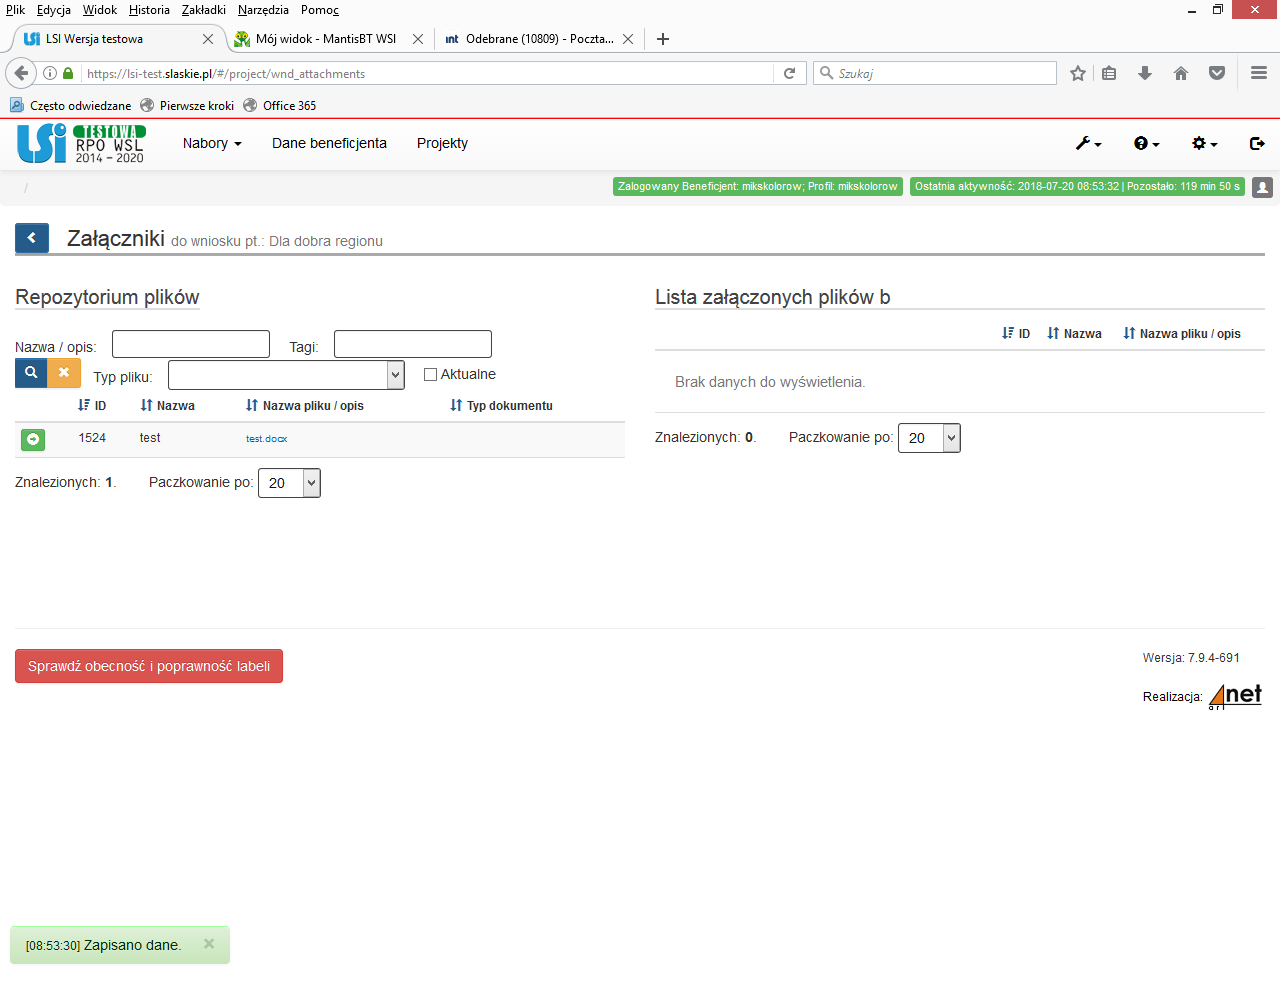 Plik Edycja Widok Historia Zakładki Narzędzia Pomoc
LSI Wersja testowa Mój widok - MantisBT WSI int Odebrane (10809) - Poczta...
https://lsi-test.slaskie.pl/#/project/wnd_attachments Szukaj
Często odwiedzane Pierwsze kroki Office 365
LSi TESTOWA
RPO WSL
2014 – 2020
Nabory Dane beneficjenta Projekty
/ Zalogowany Beneficjent: mikskolorow; Profil: mikskolorow Ostatnia aktywność: 2018-07-20 08:53:32 | Pozostało: 119 min 50 s
Załączniki do wniosku pt.: Dla dobra regionu
Repozytorium plików
Nazwa / opis: Tagi:
Typ pliku: Aktualne
ID Nazwa Nazwa pliku / opis Typ dokumentu
1524 test test.docx
Znalezionych: 1. Paczkowanie po: 20
Lista załączonych plików b
ID Nazwa Nazwa pliku / opis
Brak danych do wyświetlenia.
Znalezionych: 0. Paczkowanie po: 20
Sprawdź obecność i poprawność labeli
Wersja: 7.9.4-691
Realizacja: art 4net
[08:53:30] Zapisano dane.